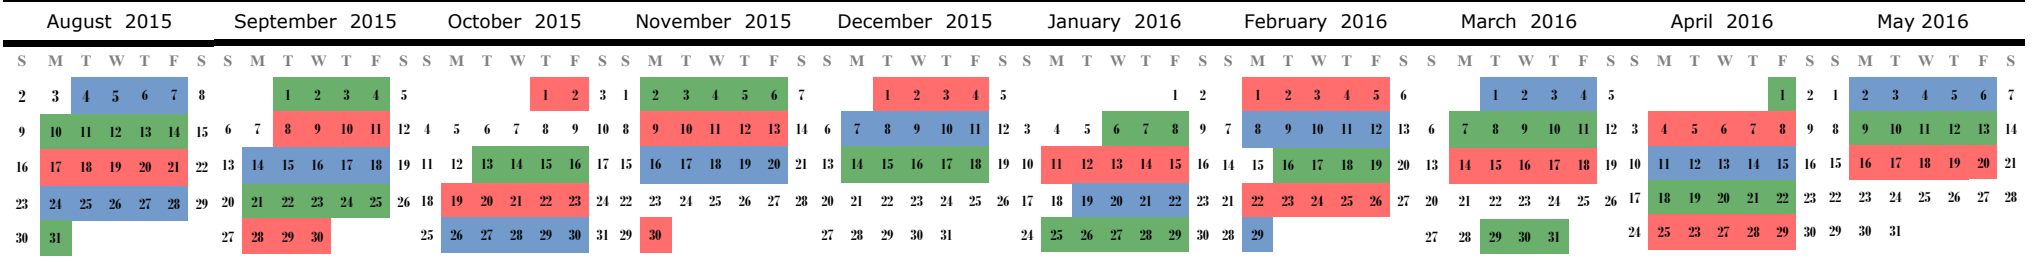 August 2015
S M T W T F S
2 3 4 5 6 7 8
9 10 11 12 13 14 15
16 17 18 19 20 21 22
23 24 25 26 27 28 29
30 31
September 2015
S M T W T F S
1 2 3 4 5
6 7 8 9 10 11 12
13 14 15 16 17 18 19
20 21 22 23 24 25 26
27 28 29 30
October 2015
S M T W T F S
1 2 3
4 5 6 7 8 9 10
11 12 13 14 15 16 17
18 19 20 21 22 23 24
25 26 27 28 29 30 31
November 2015
S M T W T F S
1 2 3 4 5 6 7
8 9 10 11 12 13 14
15 16 17 18 19 20 21
22 23 24 25 26 27 28
29 30
December 2015
S M T W T F S
1 2 3 4 5
6 7 8 9 10 11 12
13 14 15 16 17 18 19
20 21 22 23 24 25 26
27 28 29 30 31
January 2016
S M T W T F S
1 2
3 4 5 6 7 8 9
10 11 12 13 14 15 16
17 18 19 20 21 22 23
24 25 26 27 28 29 30
February 2016
S M T W T F S
1 2 3 4 5 6
7 8 9 10 11 12 13
14 15 16 17 18 19 20
21 22 23 24 25 26 27
28 29
March 2016
S M T W T F S
1 2 3 4 5
6 7 8 9 10 11 12
13 14 15 16 17 18 19
20 21 22 23 24 25 26
27 28 29 30 31
April 2016
S M T W T F S
1 2
3 4 5 6 7 8 9
10 11 12 13 14 15 16
17 18 19 20 21 22 23
24 25 23 27 28 29 30
May 2016
S M T W T F S
1 2 3 4 5 6 7
8 9 10 11 12 13 14
15 16 17 18 19 20 21
22 23 24 25 26 27 28
29 30 31